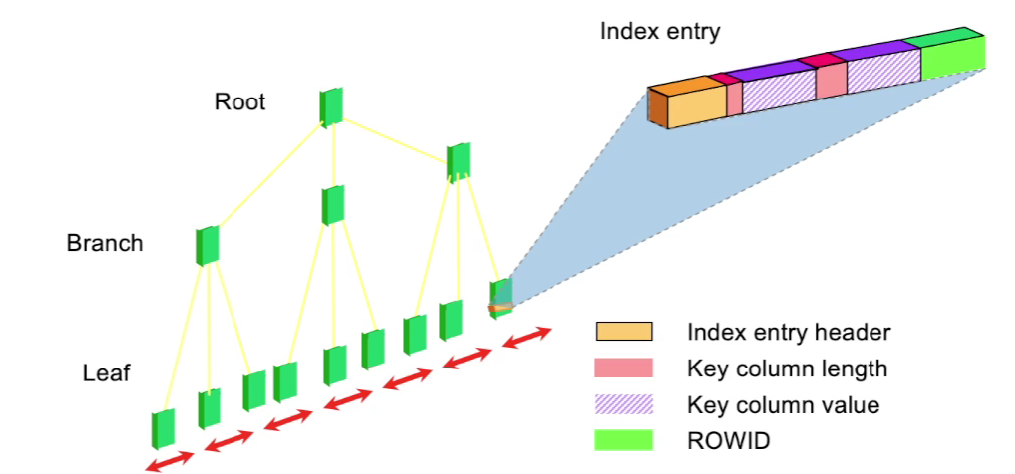 Index entry
Root
Branch
Leaf
Index entry header
Key column length
Key column value
ROWID